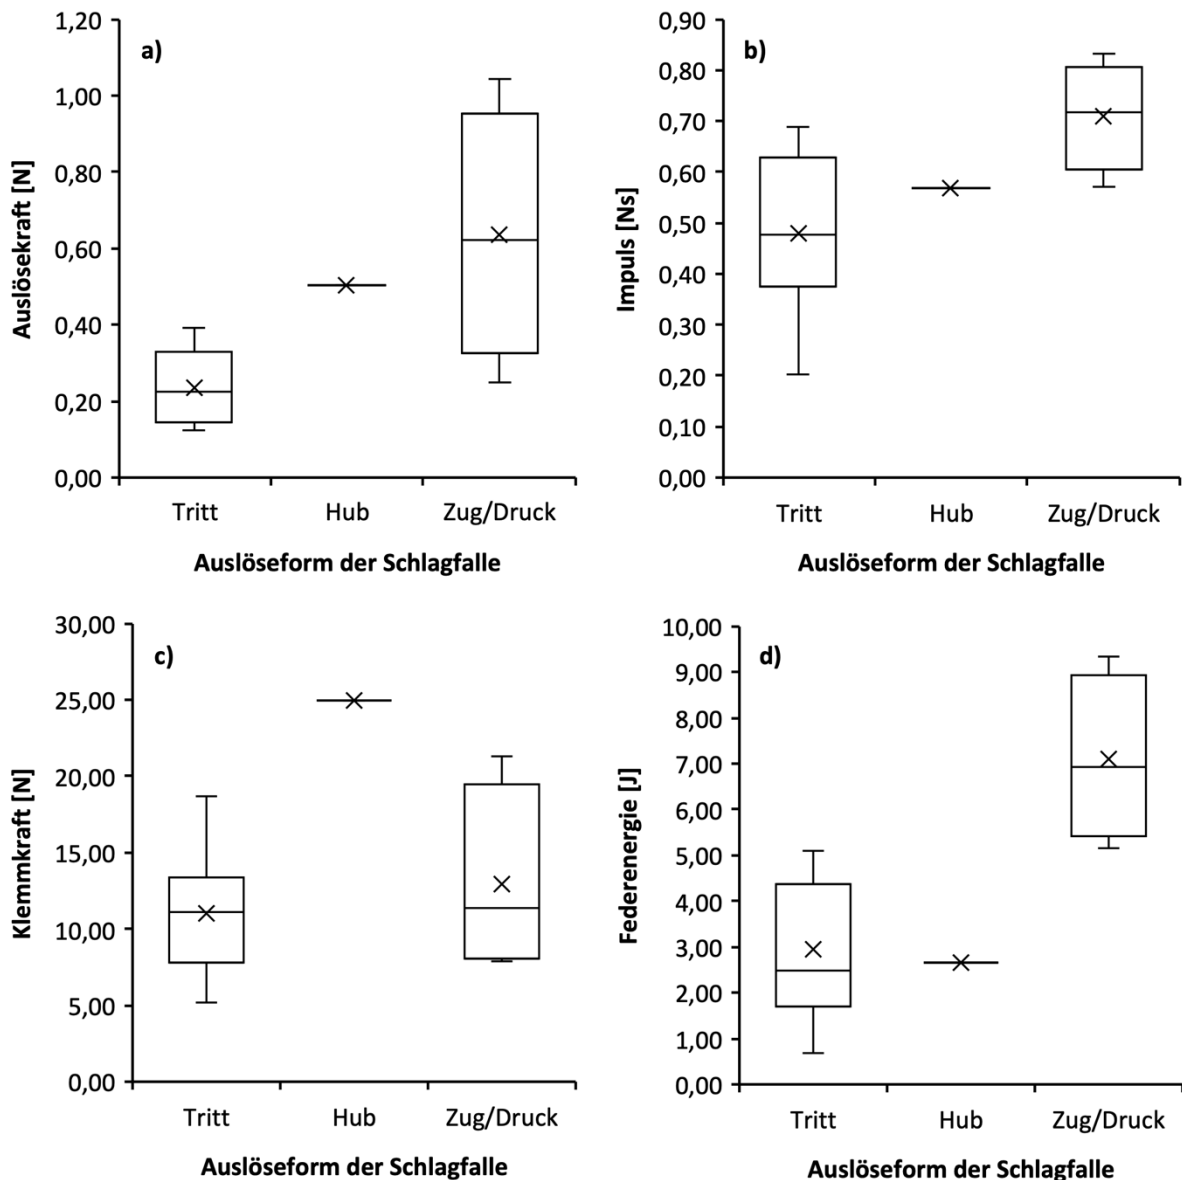 a)
Auslösekraft [N]
1,20
1,00
0,80
0,60
0,40
0,20
0,00
Tritt Hub Zug/Druck
Auslöseform der Schlagfalle
b)
Impuls [Ns]
0,90
0,80
0,70
0,60
0,50
0,40
0,30
0,20
0,10
0,00
Tritt Hub Zug/Druck
Auslöseform der Schlagfalle
c)
Klemmkraft [N]
30,00
25,00
20,00
15,00
10,00
5,00
0,00
Tritt Hub Zug/Druck
Auslöseform der Schlagfalle
d)
Federenergie [J]
10,00
9,00
8,00
7,00
6,00
5,00
4,00
3,00
2,00
1,00
0,00
Tritt Hub Zug/Druck
Auslöseform der Schlagfalle